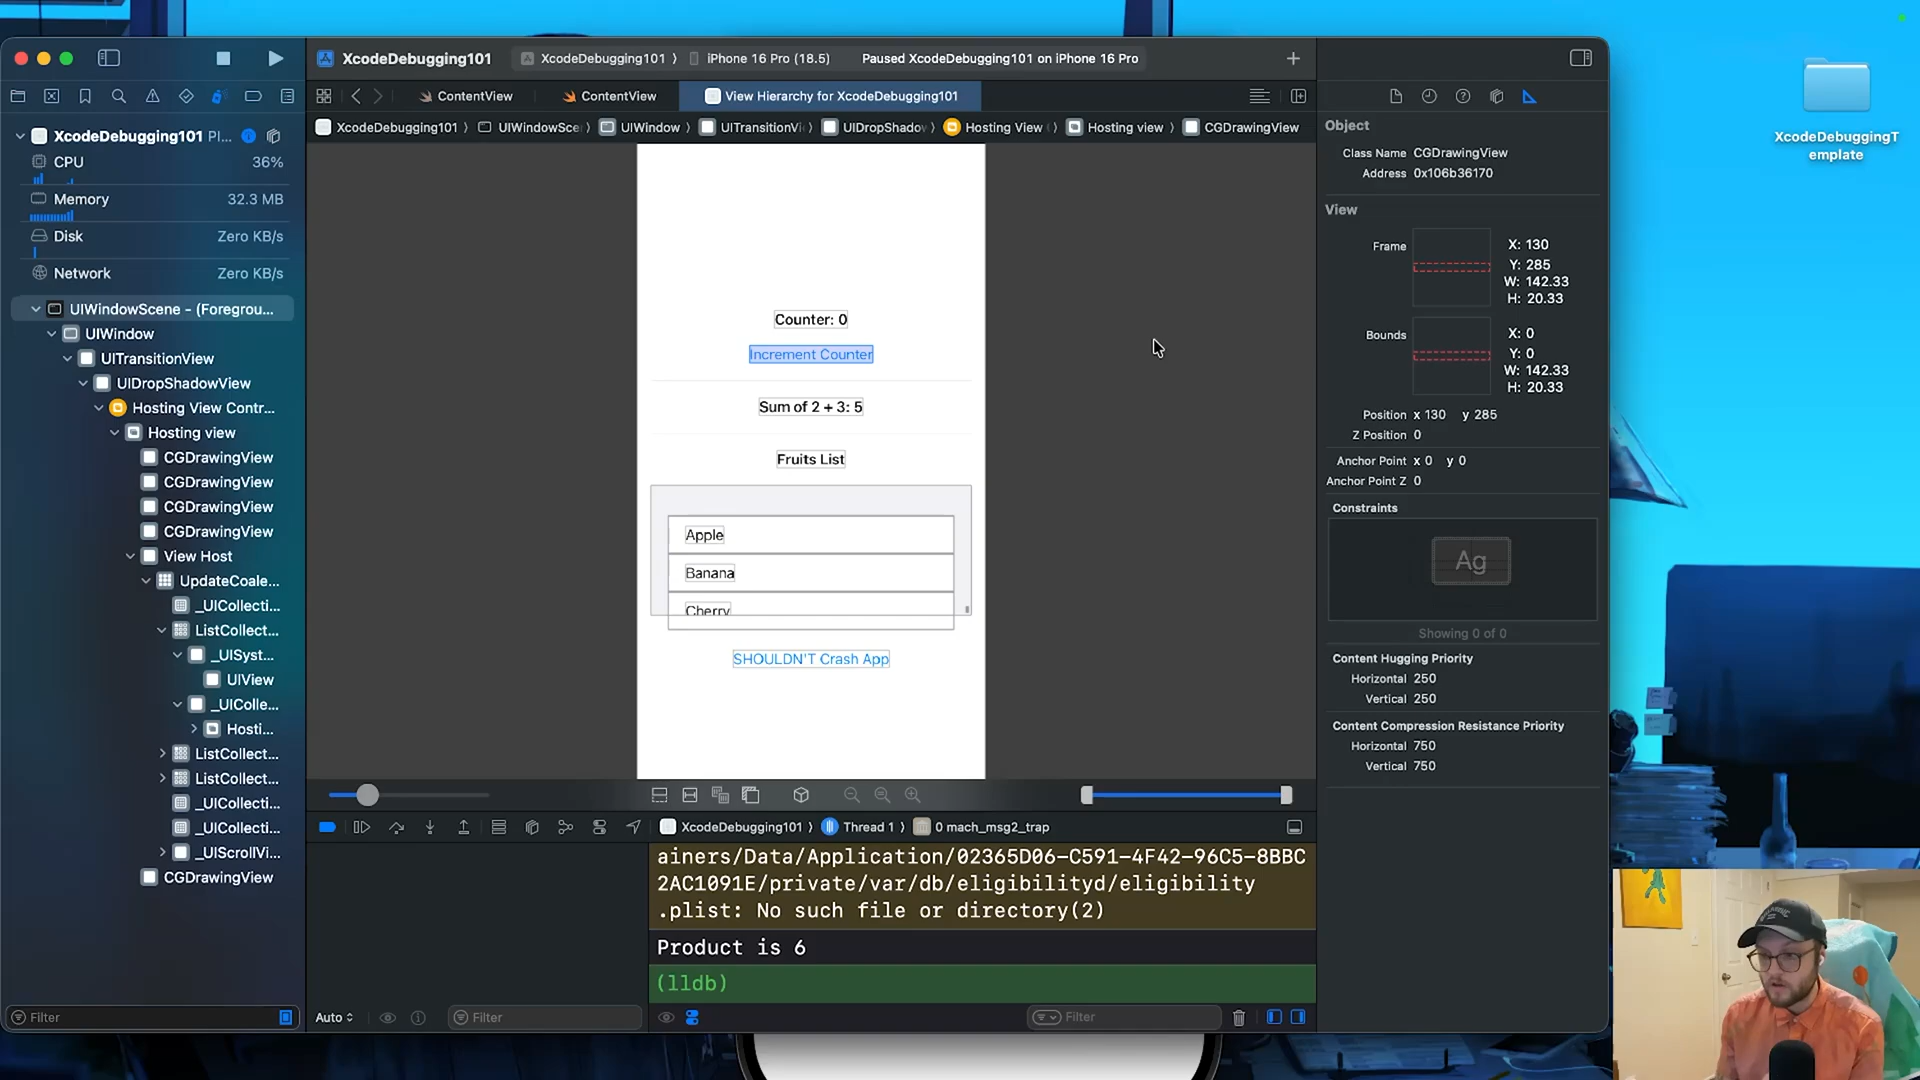 XcodeDebugging101
XcodeDebugging101 〉 iPhone 16 Pro (18.5)
Paused XcodeDebugging101 on iPhone 16 Pro
ContentView
ContentView
View Hierarchy for XcodeDebugging101
XcodeDebugging101 〉 UIWindowSce 〉 UIWindow 〉 UITransitionVi 〉 UIDropShadov 〉 Hosting View ( 〉 Hosting view 〉 CGDrawingView
XcodeDebugging101 PI...
CPU 36%
Memory 32.3 MB
Disk Zero KB/s
Network Zero KB/s
UIWindowScene - (Foregrou...
UIWindow
UITransitionView
UIDropShadowView
Hosting View Contr...
Hosting view
CGDrawingView
CGDrawingView
CGDrawingView
CGDrawingView
View Host
UpdateCoale...
_UICollecti...
ListCollect...
_UISyst...
UIView
_UIColle...
Hosti...
ListCollect...
ListCollect...
_UICollecti...
_UICollecti...
_UIScrollVi...
CGDrawingView
Filter
Counter: 0
Increment Counter
Sum of 2 + 3: 5
Fruits List
Apple
Banana
Cherry
SHOULDN'T Crash App
XcodeDebugging101 〉 Thread 1 〉 0 mach_msg2_trap
ainers/Data/Application/02365D06-C591-4F42-96C5-8BBC
2AC1091E/private/var/db/eligibilityd/eligibility
.plist: No such file or directory(2)
Product is 6
(lldb)
Auto
Filter
Filter
Object
Class Name CGDrawingView
Address 0x106b36170
View
Frame
X: 130
Y: 285
W: 142.33
H: 20.33
Bounds
X: 0
Y: 0
W: 142.33
H: 20.33
Position x 130 y 285
Z Position 0
Anchor Point x 0 y 0
Anchor Point Z 0
Constraints
Ag
Showing 0 of 0
Content Hugging Priority
Horizontal 250
Vertical 250
Content Compression Resistance Priority
Horizontal 750
Vertical 750
XcodeDebuggingT
emplate